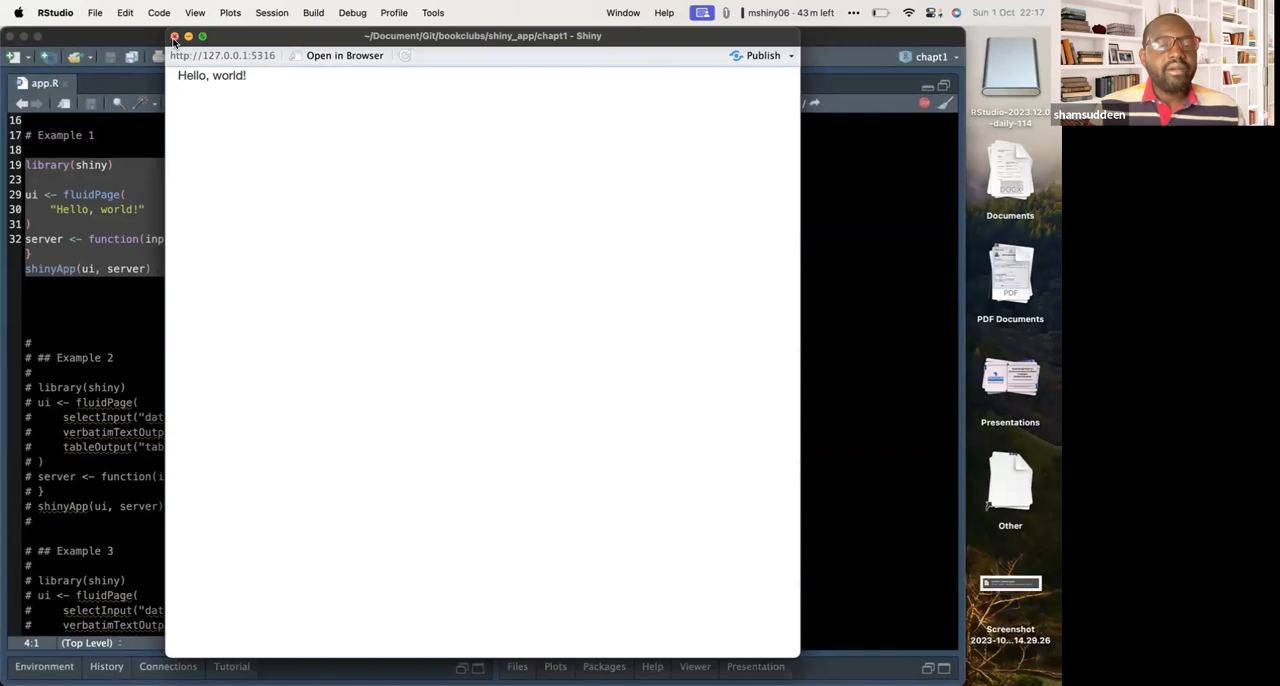 RStudio File Edit Code View Plots Session Build Debug Profile Tools Window Help mshiny06 - 43 m left Sun 1 Oct 22:17
~/Document/Git/bookclubs/shiny_app/chapt1 - Shiny
http://127.0.0.1:5316 Open in Browser Publish
chapt1
Hello, world!
app.R
16
17 # Example 1
18
19 library(shiny)
23
29 ui <- fluidPage(
30 "Hello, world!"
31 )
32 server <- function(inp
}
shinyApp(ui, server)
#
# ## Example 2
#
# library(shiny)
# ui <- fluidPage(
# selectInput("dat
# verbatimTextOutp
# tableOutput("tab
# )
# server <- function(i
# }
# shinyApp(ui, server)
#
# ## Example 3
#
# library(shiny)
# ui <- fluidPage(
# selectInput("dat
# verbatimTextOutp
4:1 (Top Level)
Environment History Connections Tutorial
Files Plots Packages Help Viewer Presentation
RStudio-2023.12.0
-daily-114
DOCX
Documents
PDF
PDF Documents
Presentations
Other
Screenshot
2023-10...14.29.26
shamsuddeen